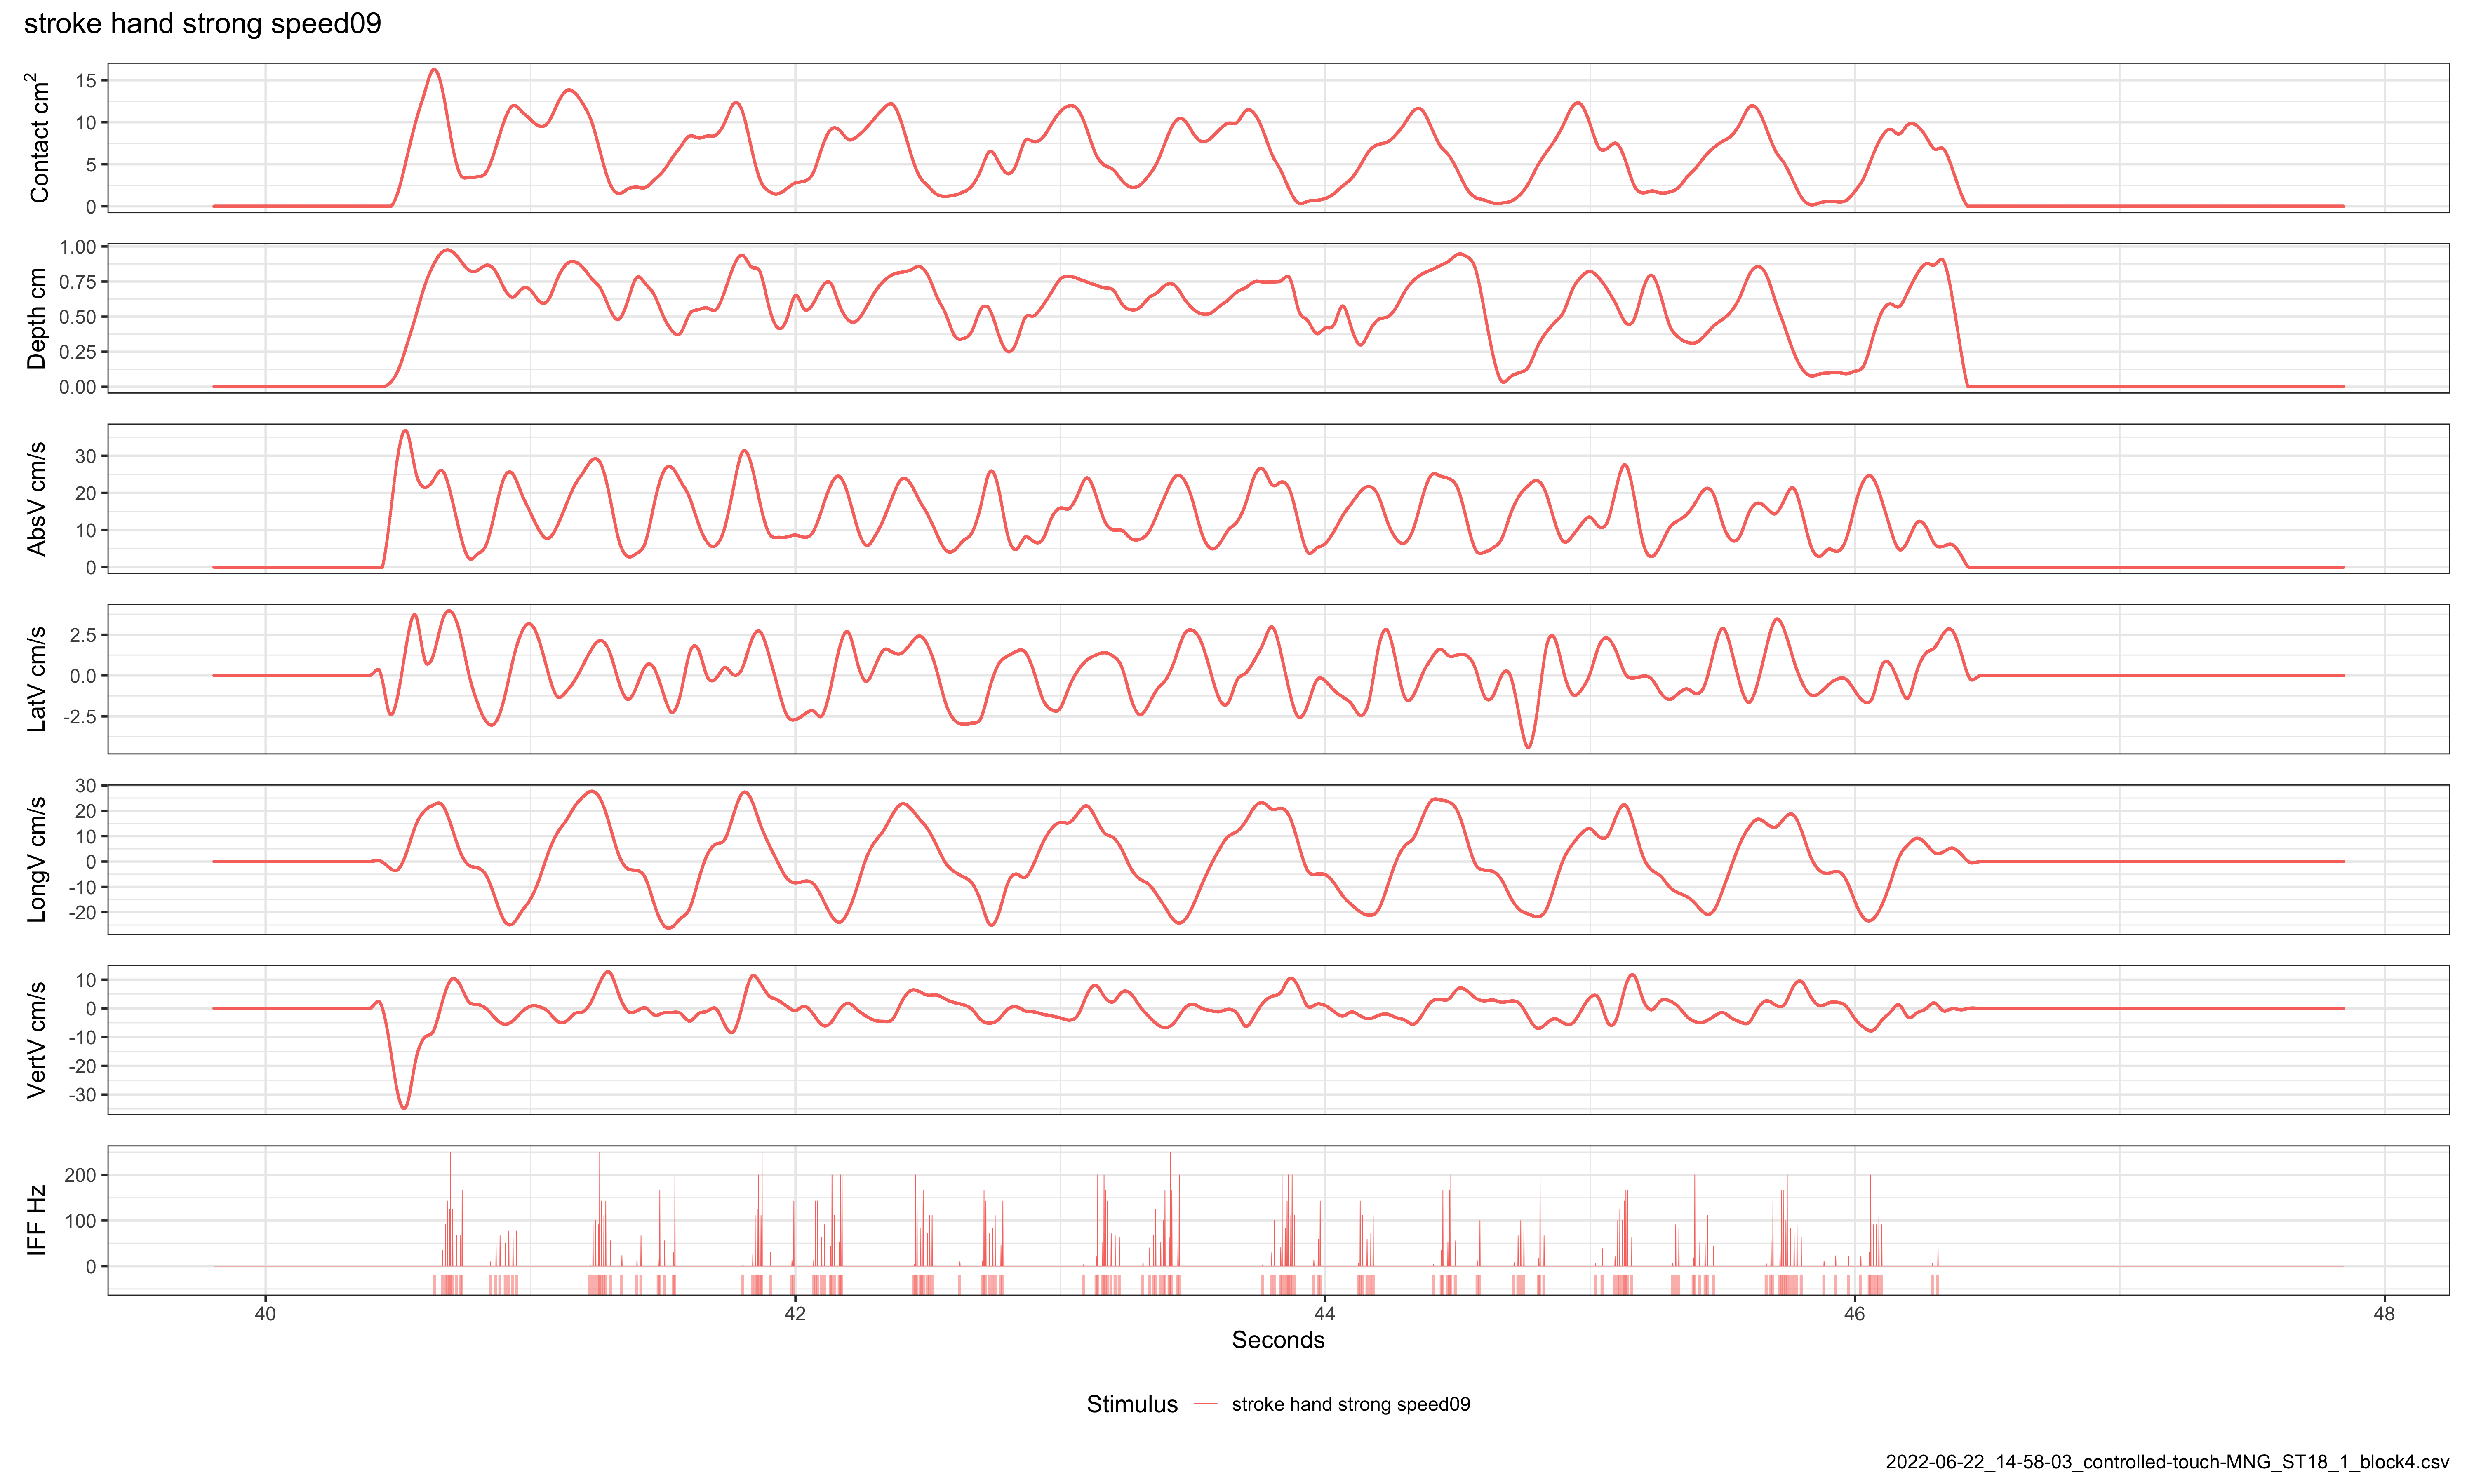 stroke hand strong speed09
Contact cm²
15
10
5
0
Depth cm
1.00
0.75
0.50
0.25
0.00
AbsV cm/s
30
20
10
0
LatV cm/s
2.5
0.0
-2.5
LongV cm/s
30
20
10
0
-10
-20
VertV cm/s
10
0
-10
-20
-30
IFF Hz
200
100
0
40 42 44 46 48
Seconds
Stimulus stroke hand strong speed09
2022-06-22_14-58-03_controlled-touch-MNG_ST18_1_block4.csv